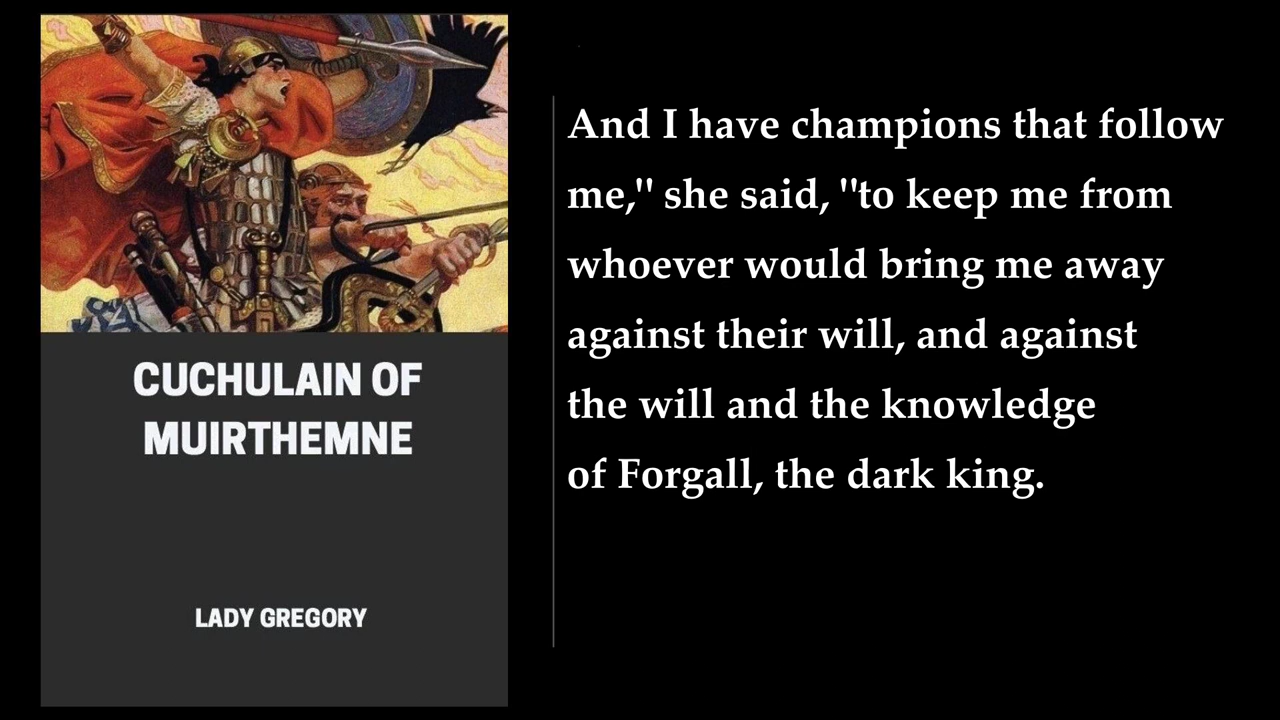 CUCHULAIN OF
MUIRTHEMNE
LADY GREGORY
And I have champions that follow
me," she said, "to keep me from
whoever would bring me away
against their will, and against
the will and the knowledge
of Forgall, the dark king.